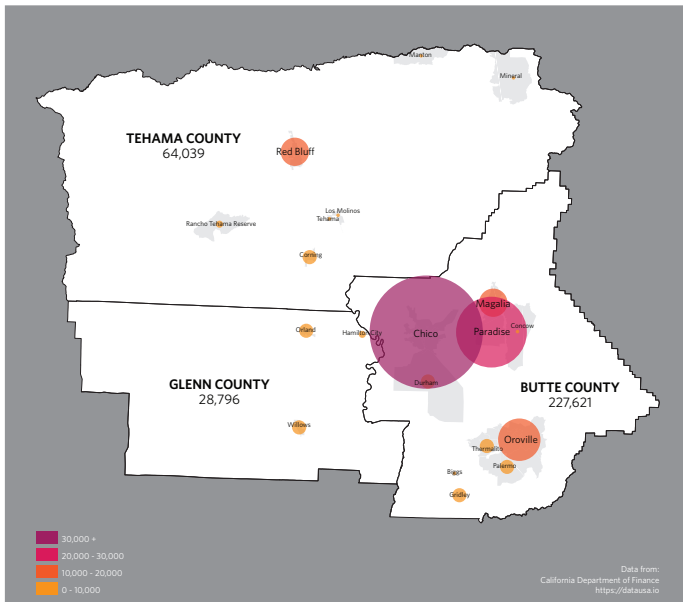 Manton
Mineral
TEHAMA COUNTY
64,039
Red Bluff
Los Molinos
Tehama
Rancho Tehama Reserve
Corning
Magalia
Orland
Hamilton City
Chico
Paradise
Concow
GLENN COUNTY
28,796
Durham
BUTTE COUNTY
227,621
Willows
Oroville
Thermalito
Palermo
Biggs
Gridley
30,000 +
20,000 - 30,000
10,000 - 20,000
0 - 10,000
Data from:
California Department of Finance
https://datausa.io